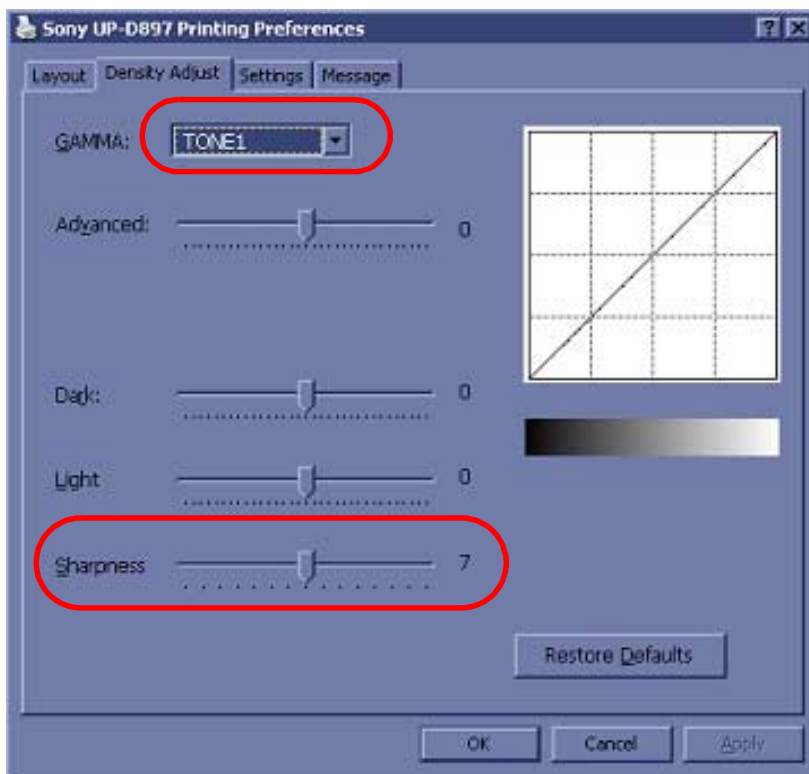 Sony UP-D897 Printing Preferences
Layout Density Adjust Settings Message
GAMMA: TONE1
Advanced: 0
Dark: 0
Light 0
Sharpness 7
Restore Defaults
OK Cancel Apply